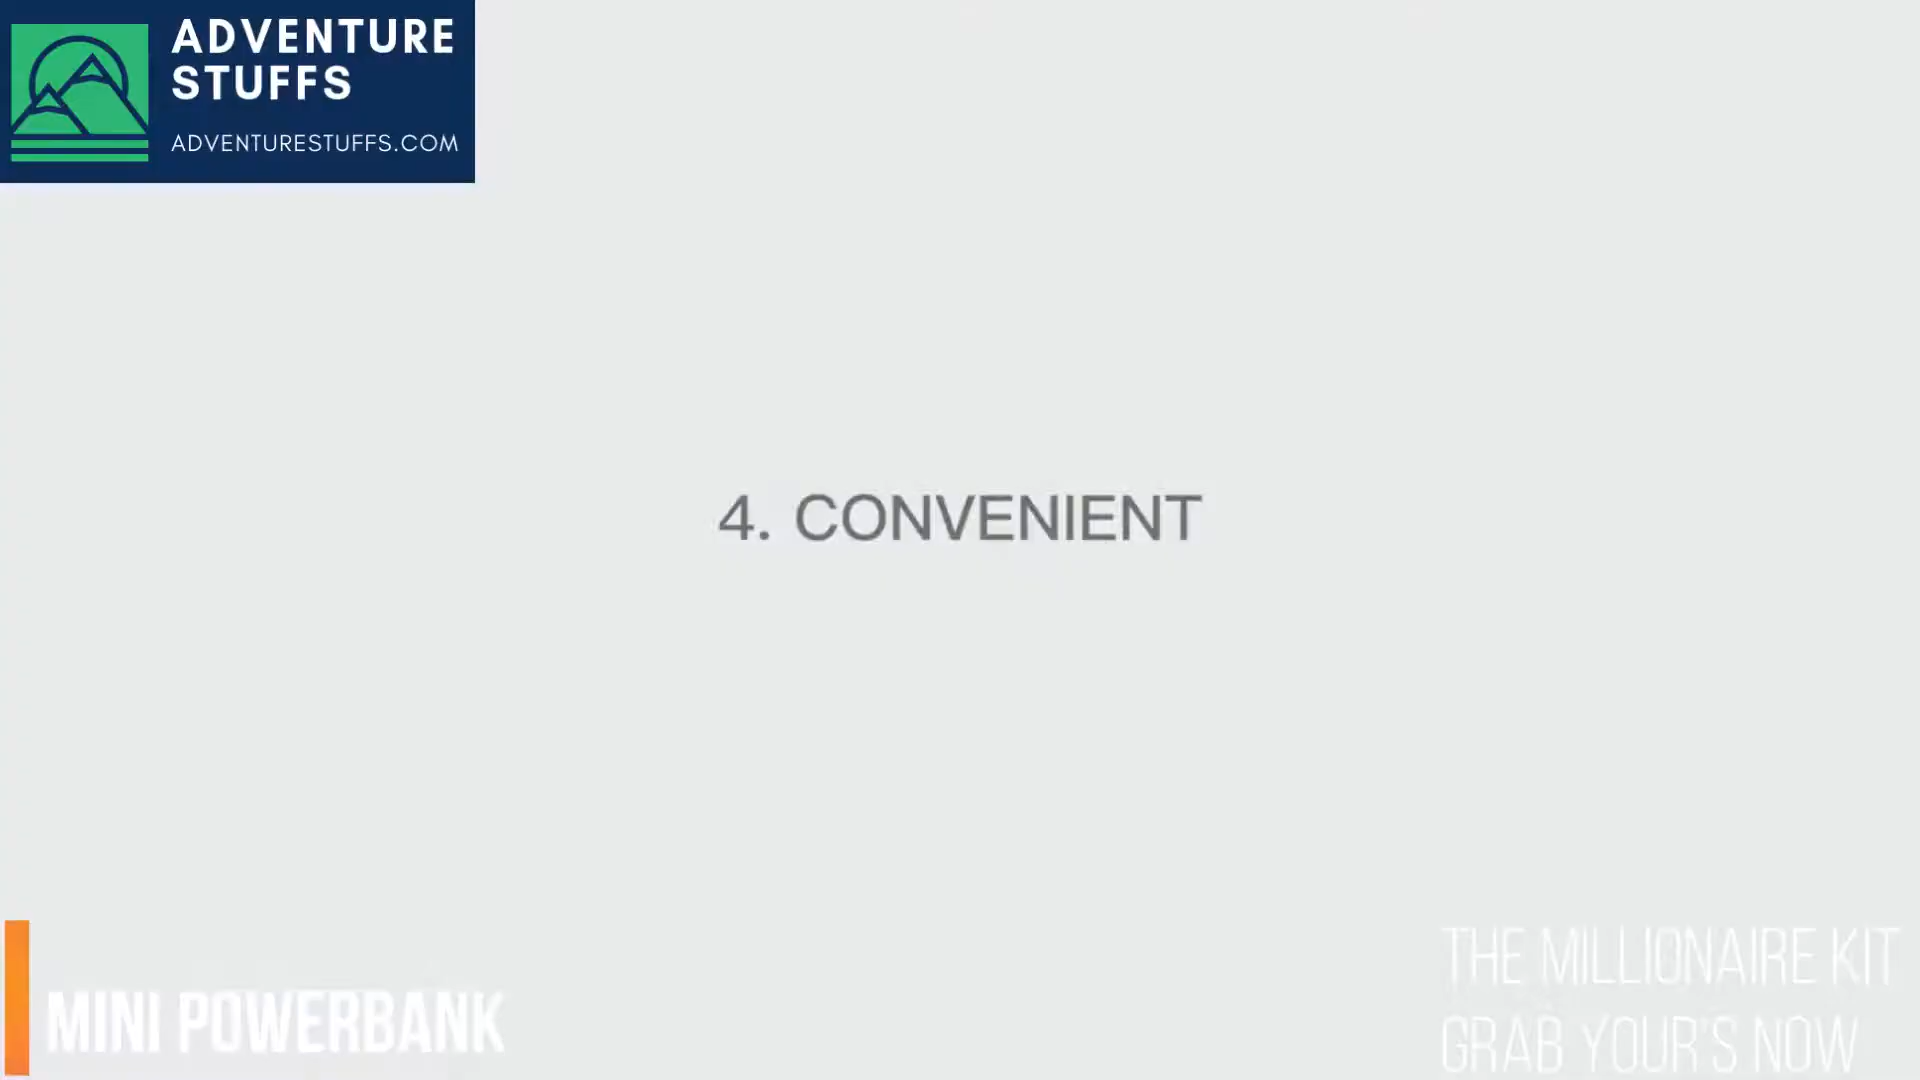 ADVENTURE
STUFFS
ADVENTURESTUFFS.COM
4. CONVENIENT
MINI POWERBANK
THE MILLIONAIRE KIT
GRAB YOUR'S NOW